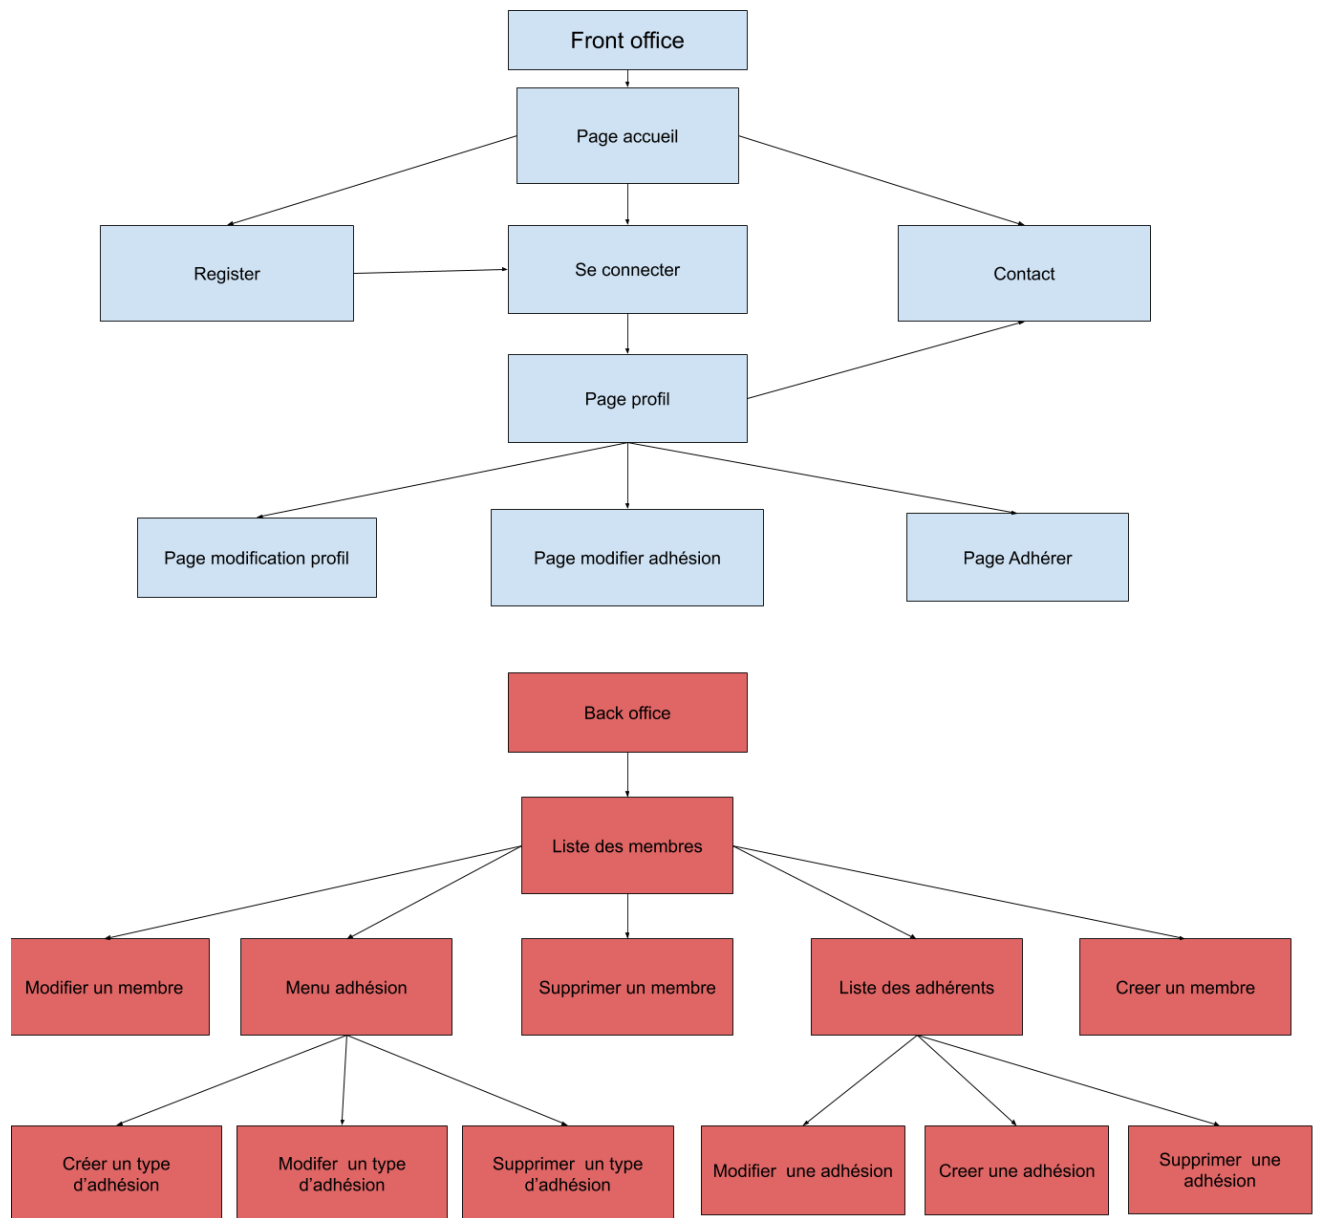 Front office
Page accueil
Register
Se connecter
Contact
Page profil
Page modification profil
Page modifier adhésion
Page Adhérer
Back office
Liste des membres
Modifier un membre
Menu adhésion
Supprimer un membre
Liste des adhérents
Creer un membre
Créer un type
d'adhésion
Modifer un type
d'adhésion
Supprimer un type
d'adhésion
Modifier une adhésion
Creer une adhésion
Supprimer une
adhésion